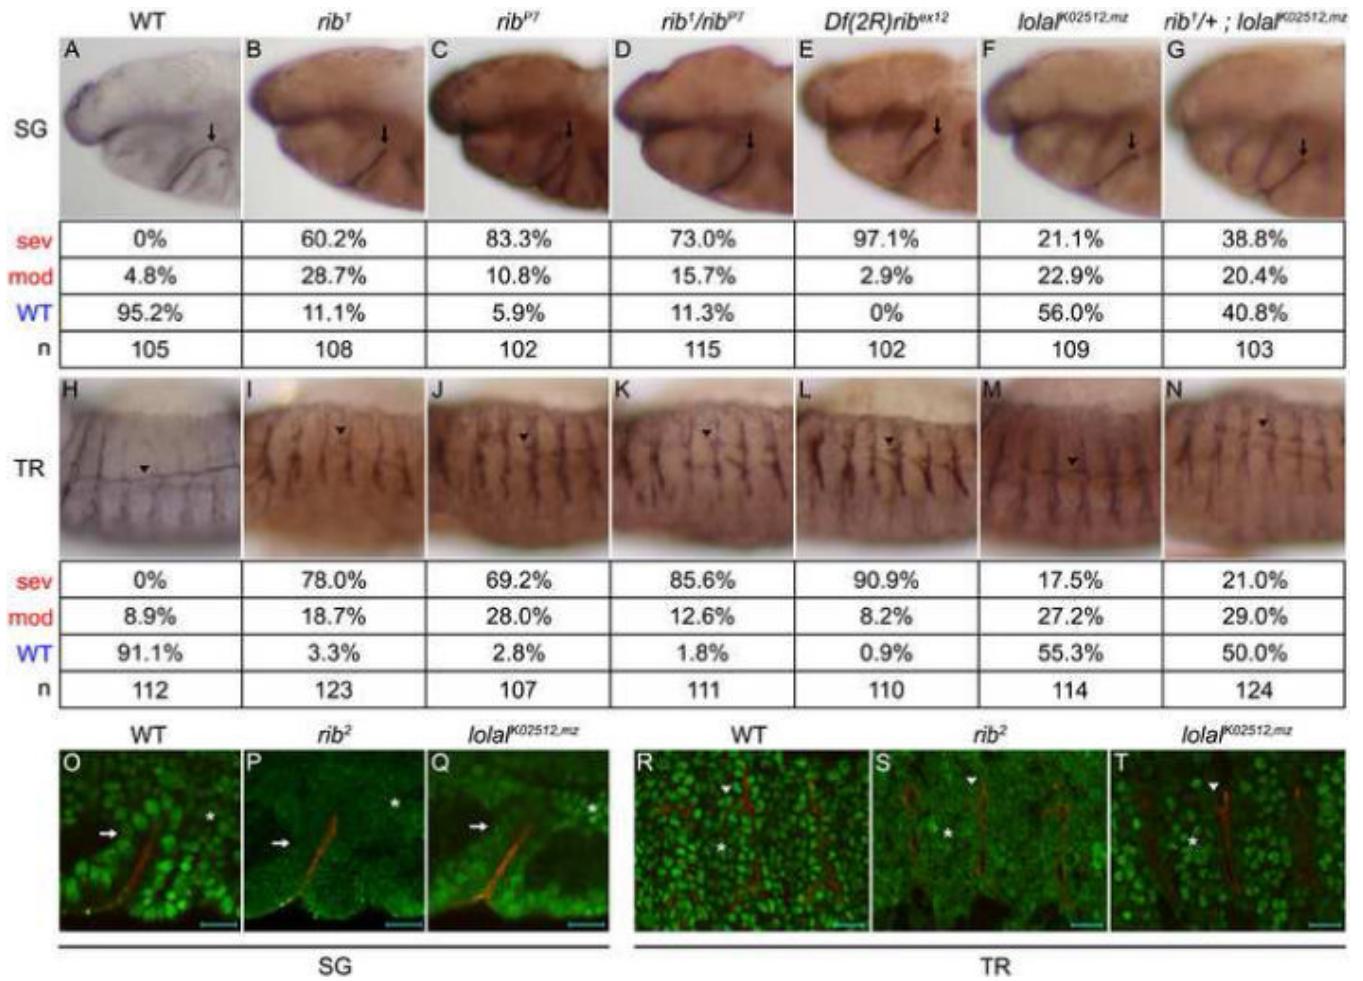 WT rib¹ ribᴾ⁷ rib¹/ribᴾ⁷ Df(2R)ribᵉˣ¹² lolalᴷ⁰²⁵¹²,ᵐᶻ rib¹/+ ; lolalᴷ⁰²⁵¹²,ᵐᶻ
A B C D E F G
SG
sev 0% 60.2% 83.3% 73.0% 97.1% 21.1% 38.8%
mod 4.8% 28.7% 10.8% 15.7% 2.9% 22.9% 20.4%
WT 95.2% 11.1% 5.9% 11.3% 0% 56.0% 40.8%
n 105 108 102 115 102 109 103
H I J K L M N
TR
sev 0% 78.0% 69.2% 85.6% 90.9% 17.5% 21.0%
mod 8.9% 18.7% 28.0% 12.6% 8.2% 27.2% 29.0%
WT 91.1% 3.3% 2.8% 1.8% 0.9% 55.3% 50.0%
n 112 123 107 111 110 114 124
WT rib² lolalᴷ⁰²⁵¹²,ᵐᶻ WT rib² lolalᴷ⁰²⁵¹²,ᵐᶻ
O P Q R S T
SG TR